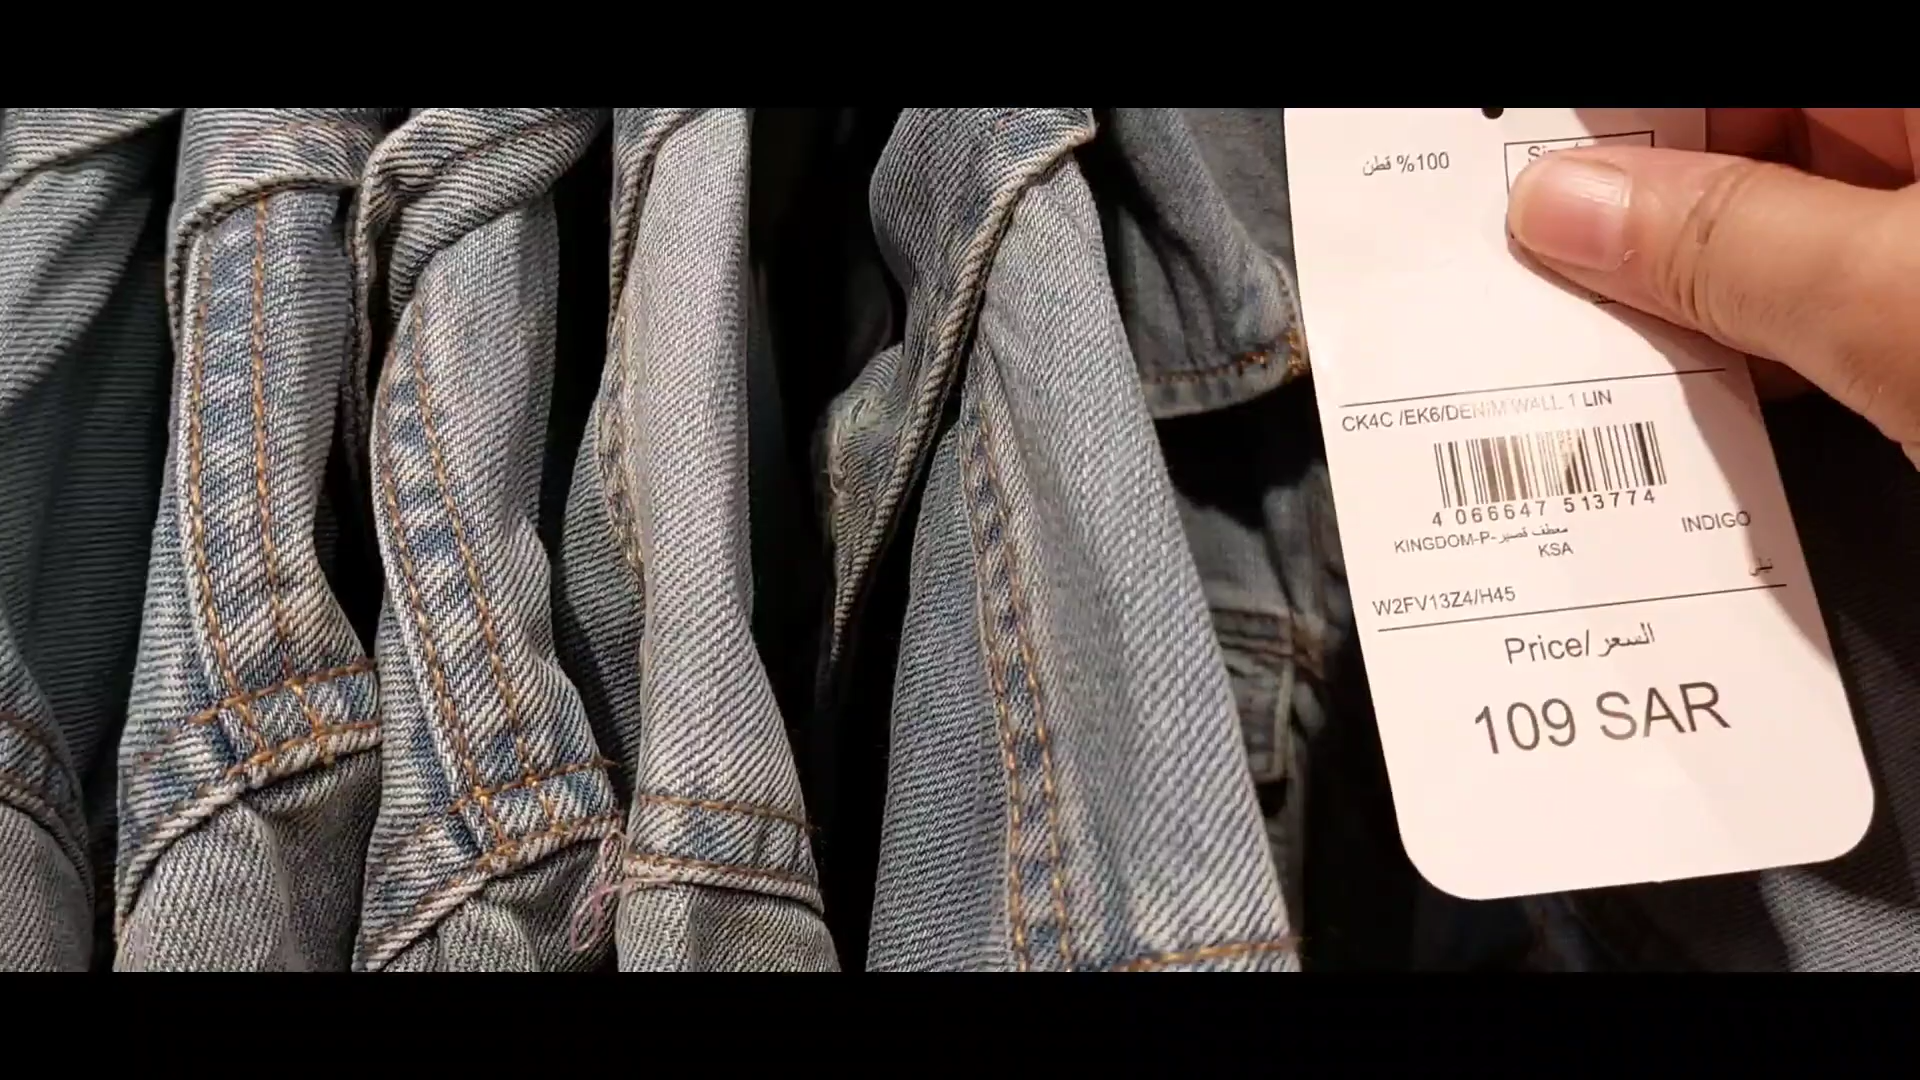 100% قطن
CK4C /EK6/DENIM WALL 1 LIN
4 066647 513774
KINGDOM-P-معطف قصير
KSA
INDIGO
نيلي
W2FV13Z4/H45
Price/السعر
109 SAR